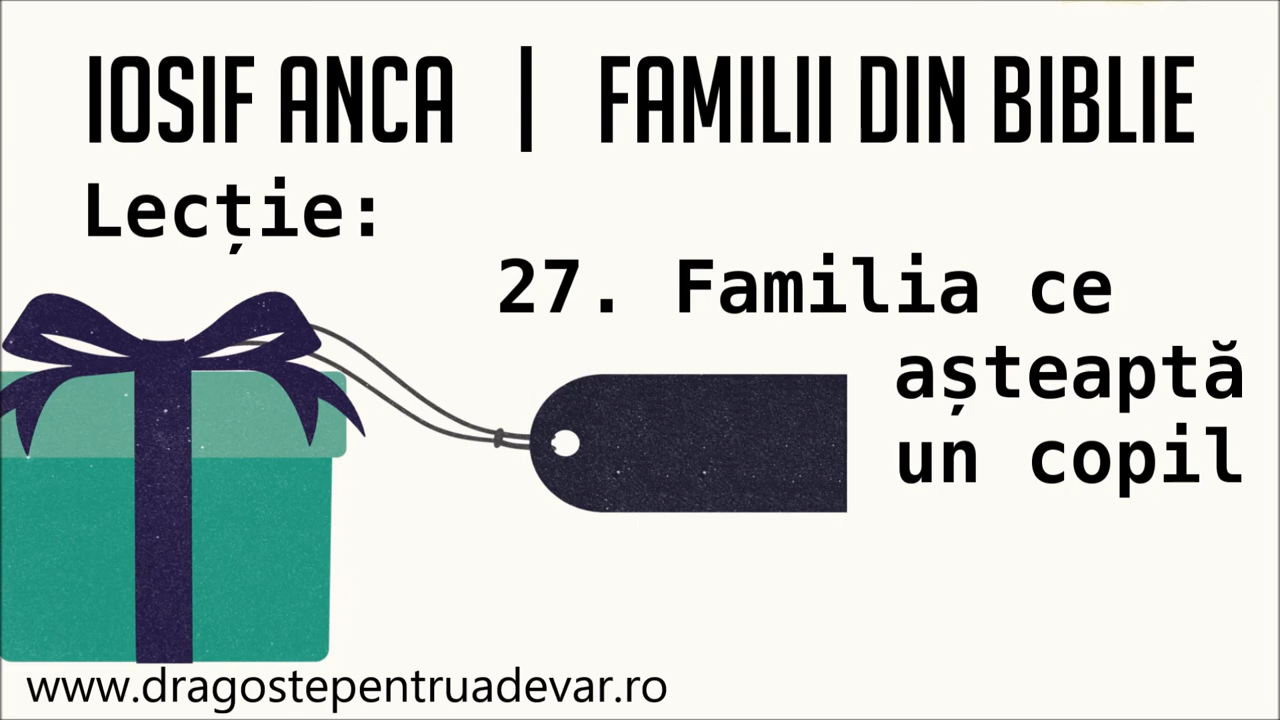 IOSIF ANCA | FAMILII DIN BIBLIE
Lecție:
27. Familia ce
așteaptă
un copil
www.dragostepentruadevar.ro